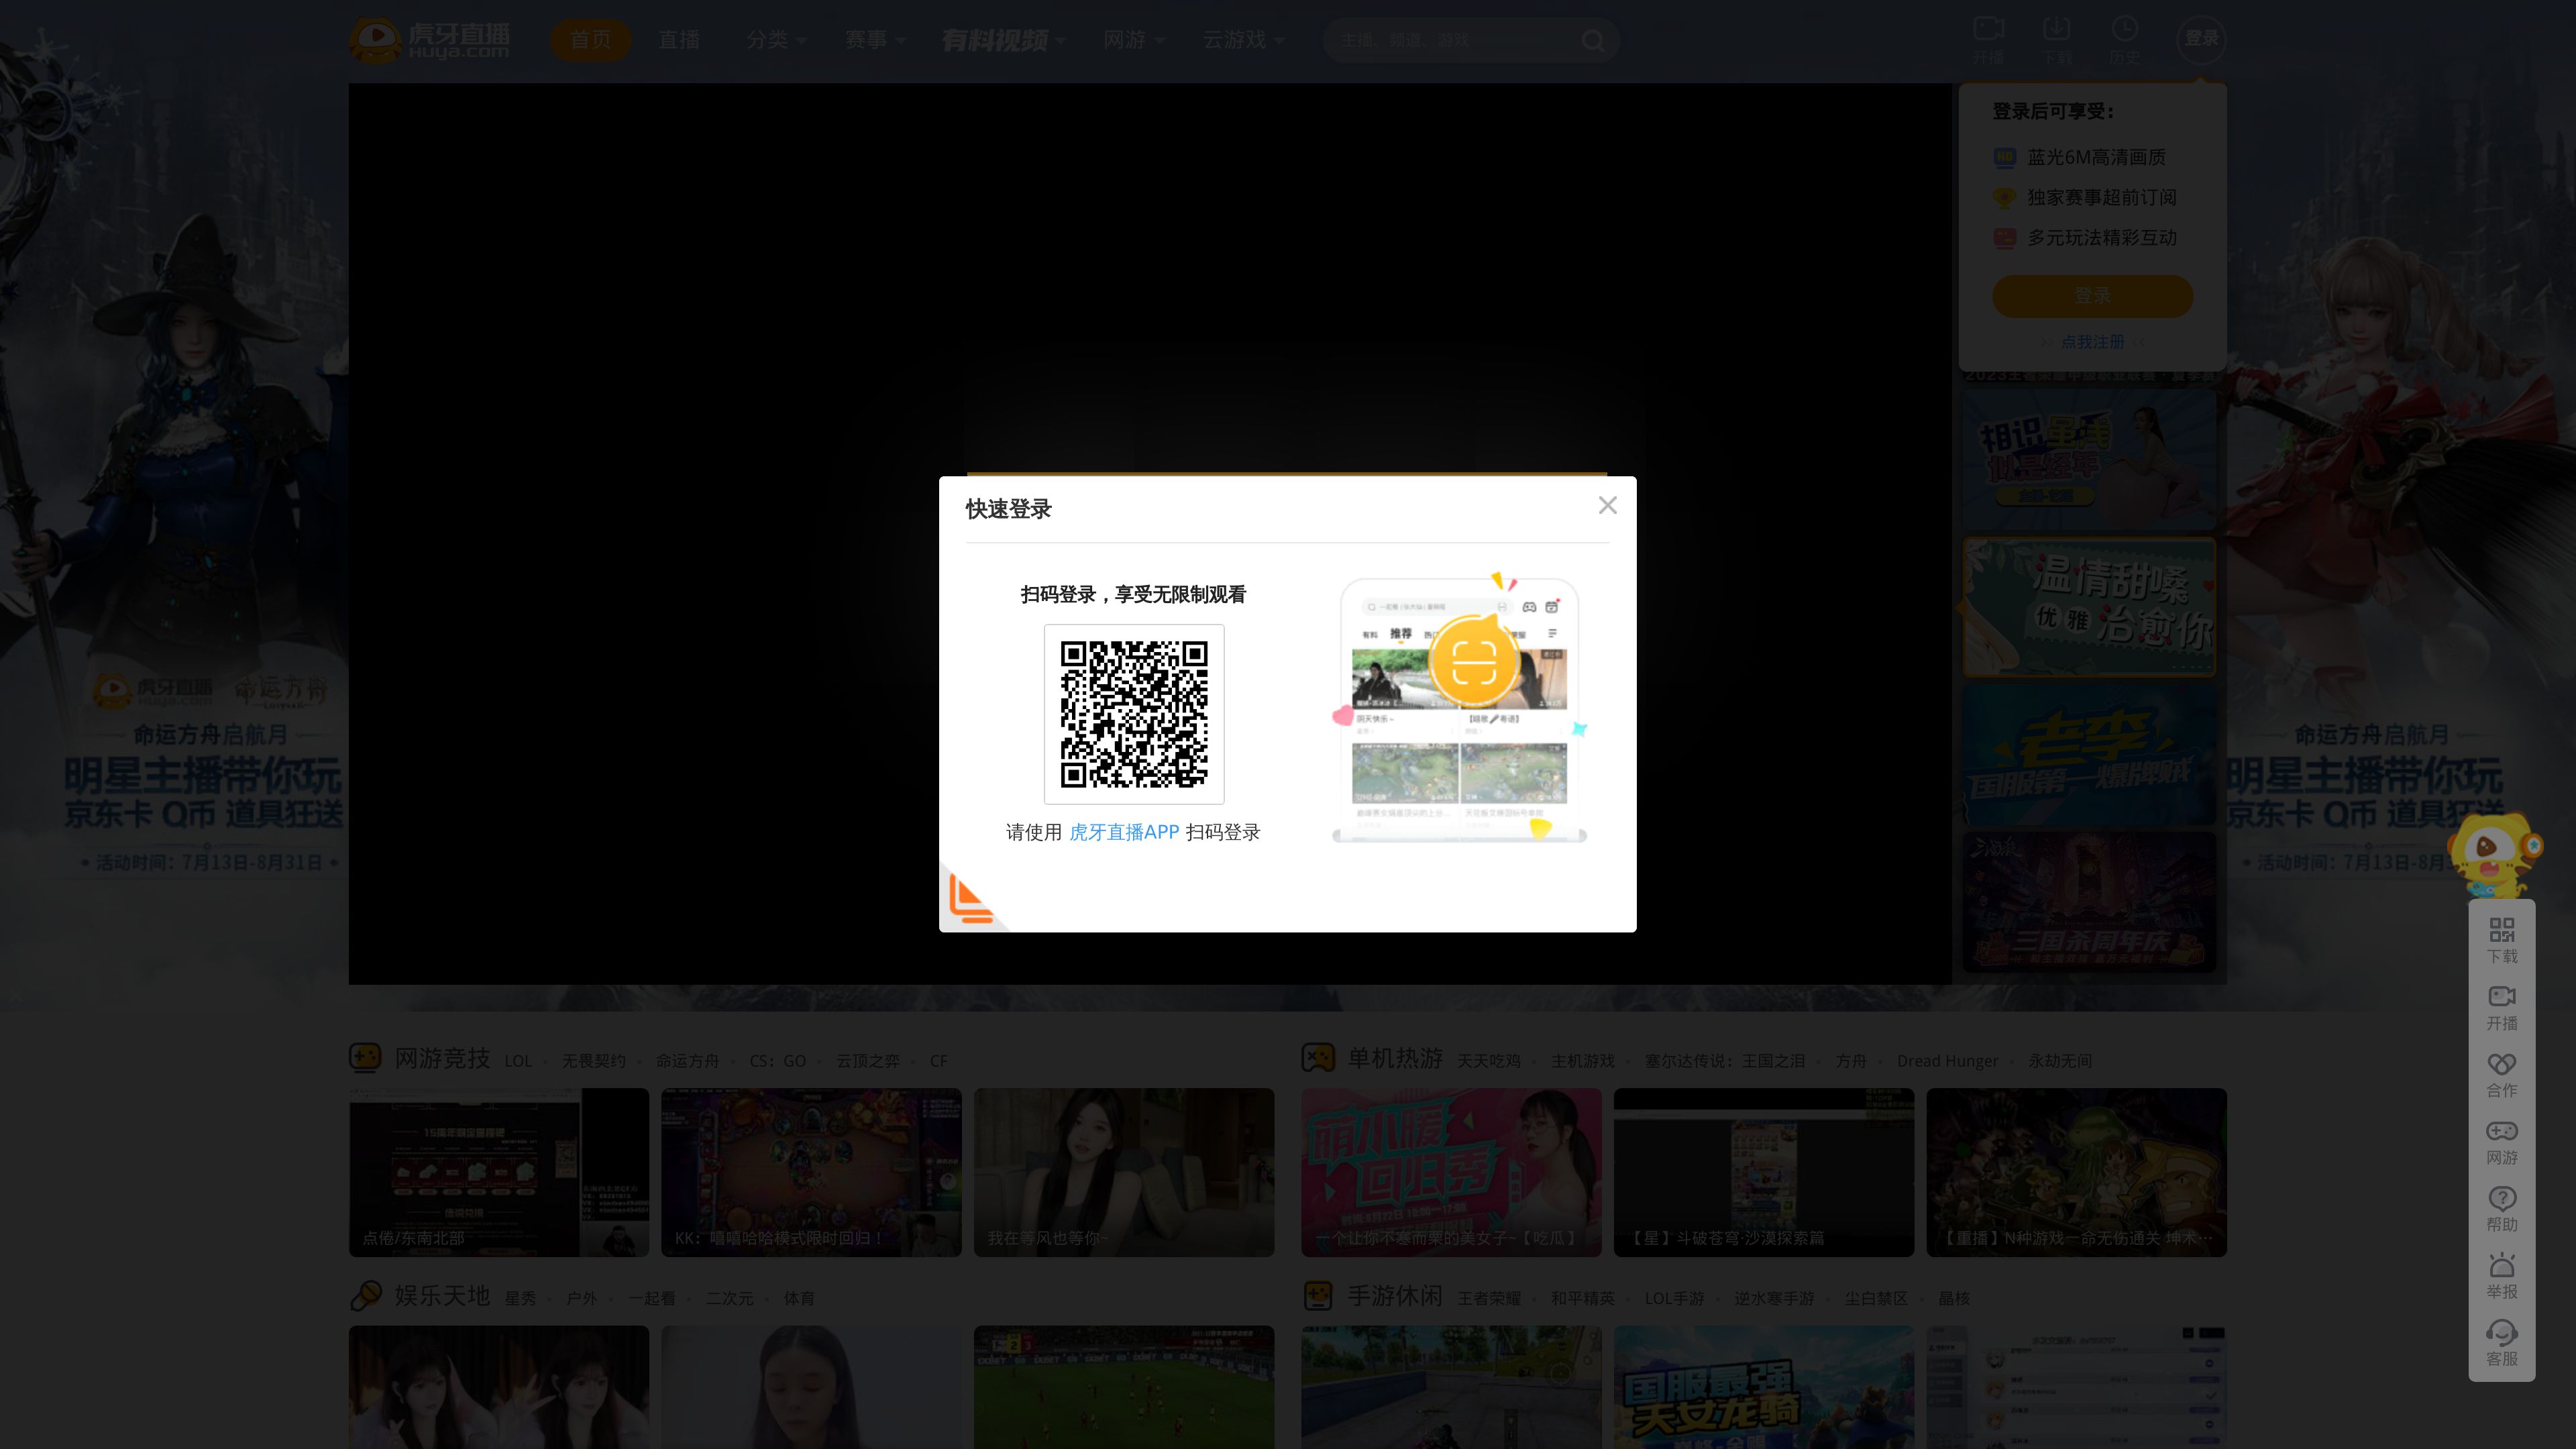 虎牙直播
Huya.com
首页
直播
分类
赛事
有料视频
网游
云游戏
主播、频道、游戏
开播
下载
历史
登录
登录后可享受：
HD 蓝光6M高清画质
独家赛事超前订阅
多元玩法精彩互动
登录
点我注册
相识虽浅
似是经年
温情甜嗓
优雅 治愈你
老李
国服第一爆牌贼
三国杀周年庆
虎牙直播
Huya.com
命运方舟
命运方舟启航月
明星主播带你玩
京东卡 Q币 道具狂送
活动时间：7月13日-8月31日
命运方舟启航月
明星主播带你玩
京东卡 Q币 道具狂送
快速登录
扫码登录，享受无限制观看
请使用 虎牙直播APP 扫码登录
有料
推荐
阴天快乐~
下载
开播
合作
网游
帮助
举报
客服
网游竞技
LOL
无畏契约
命运方舟
CS：GO
云顶之弈
CF
单机热游
天天吃鸡
主机游戏
塞尔达传说：王国之泪
方舟
Dread Hunger
永劫无间
点倦/东南北部
KK：嘻嘻哈哈模式限时回归！
我在等风也等你~
萌小暖
回归秀
一个让你不寒而栗的美女子~【吃瓜】
【星】斗破苍穹·沙漠探索篇
【重播】N种游戏一命无伤通关 坤术…
娱乐天地
星秀
户外
一起看
二次元
体育
手游休闲
王者荣耀
和平精英
LOL手游
逆水寒手游
尘白禁区
晶核
国服最强
天女龙骑